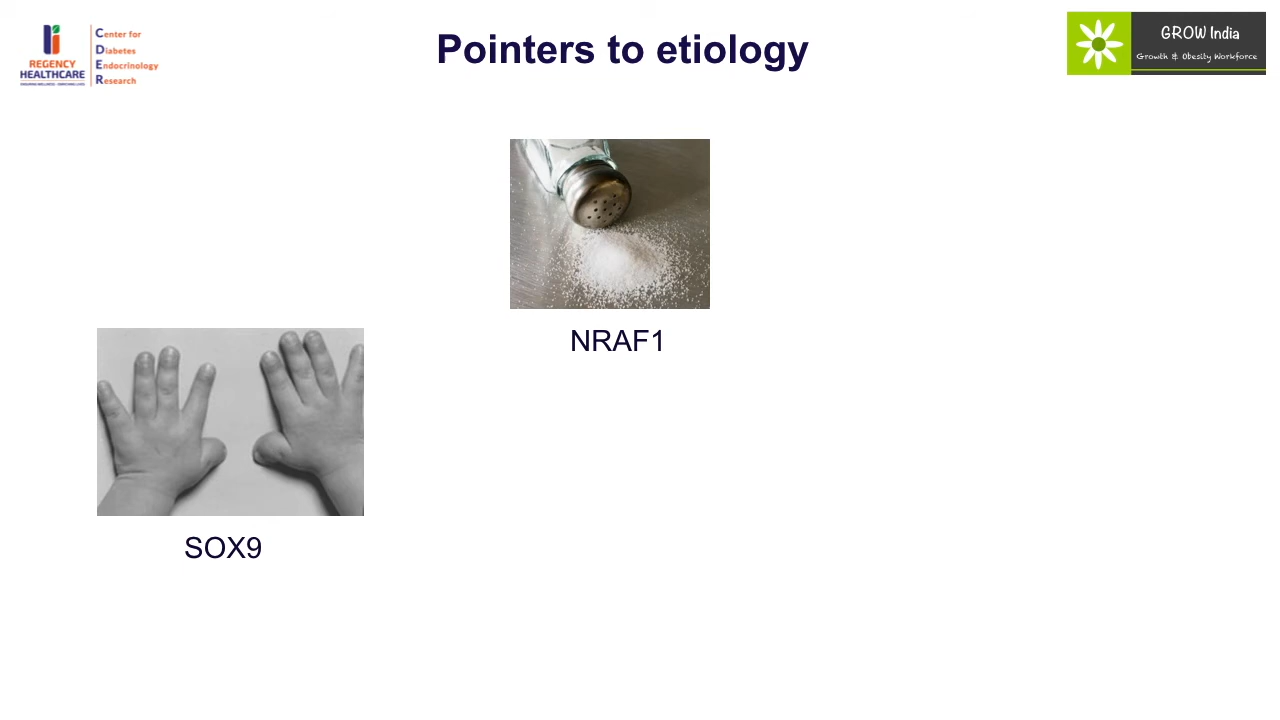 REGENCY
HEALTHCARE
Center for
Diabetes
Endocrinology
Research
Pointers to etiology
GROW India
Growth & Obesity Workforce
NRAF1
SOX9